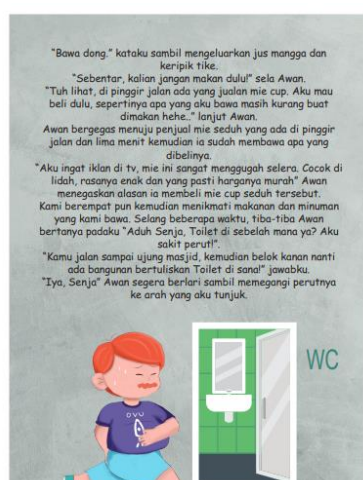 "Bawa dong." kataku sambil mengeluarkan jus mangga dan
keripik tike.
"Sebentar, kalian jangan makan dulu!" sela Awan.
"Tuh lihat, di pinggir jalan ada yang jualan mie cup. Aku mau
beli dulu, sepertinya apa yang aku bawa masih kurang buat
dimakan hehe.." lanjut Awan.
Awan bergegas menuju penjual mie seduh yang ada di pinggir
jalan dan lima menit kemudian ia sudah membawa apa yang
dibelinya.
"Aku ingat iklan di tv, mie ini sangat menggugah selera. Cocok di
lidah, rasanya enak dan yang pasti harganya murah" Awan
menegaskan alasan ia membeli mie cup seduh tersebut.
Kami berempat pun kemudian menikmati makanan dan minuman
yang kami bawa. Selang beberapa waktu, tiba-tiba Awan
bertanya padaku "Aduh Senja, Toilet di sebelah mana ya? Aku
sakit perut!".
"Kamu jalan sampai ujung masjid, kemudian belok kanan nanti
ada bangunan bertuliskan Toilet di sana!" jawabku.
"Iya, Senja" Awan segera berlari sambil memegangi perutnya
ke arah yang aku tunjuk.
WC